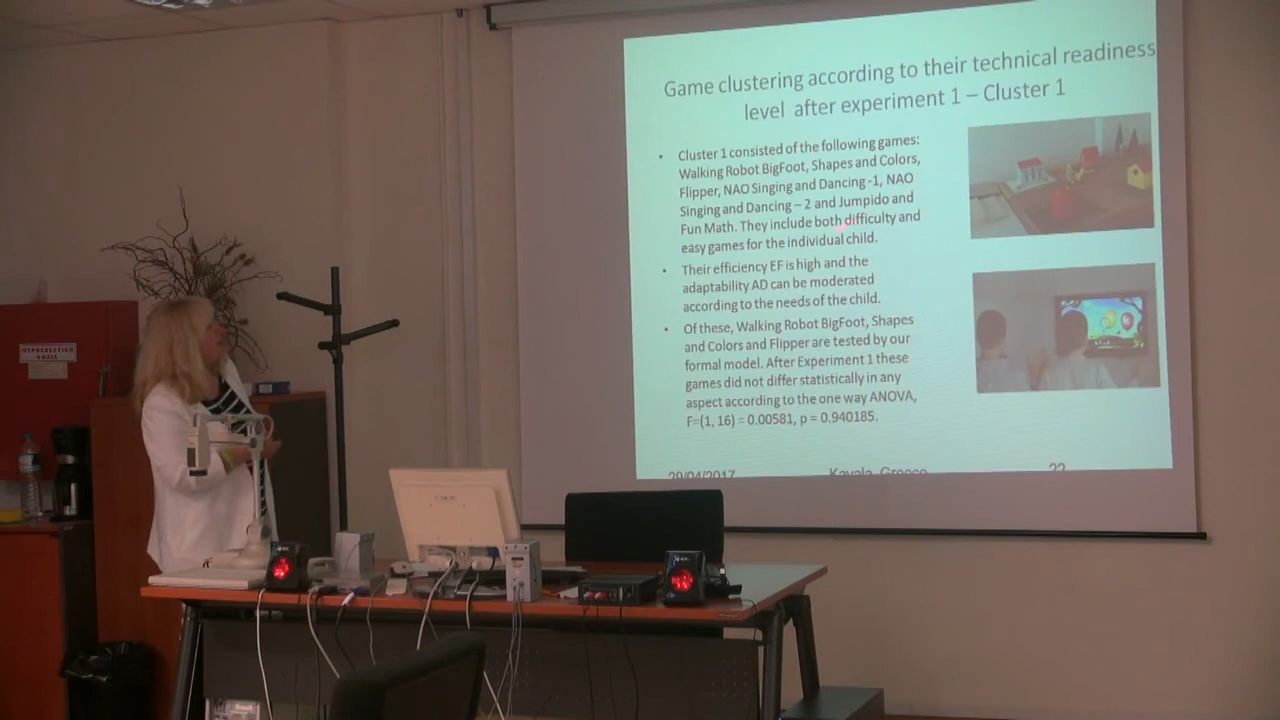 Game clustering according to their technical readiness
level after experiment 1 – Cluster 1
• Cluster 1 consisted of the following games:
Walking Robot BigFoot, Shapes and Colors,
Flipper, NAO Singing and Dancing -1, NAO
Singing and Dancing – 2 and Jumpido and
Fun Math. They include both difficulty and
easy games for the individual child.
• Their efficiency EF is high and the
adaptability AD can be moderated
according to the needs of the child.
• Of these, Walking Robot BigFoot, Shapes
and Colors and Flipper are tested by our
formal model. After Experiment 1 these
games did not differ statistically in any
aspect according to the one way ANOVA,
F=(1, 16) = 0.00581, p = 0.940185.
29/04/2017 Kavala, Greece 22
ΠΥΡΟΣΒΕΣΤΙΚΗ
ΦΩΛΙΑ